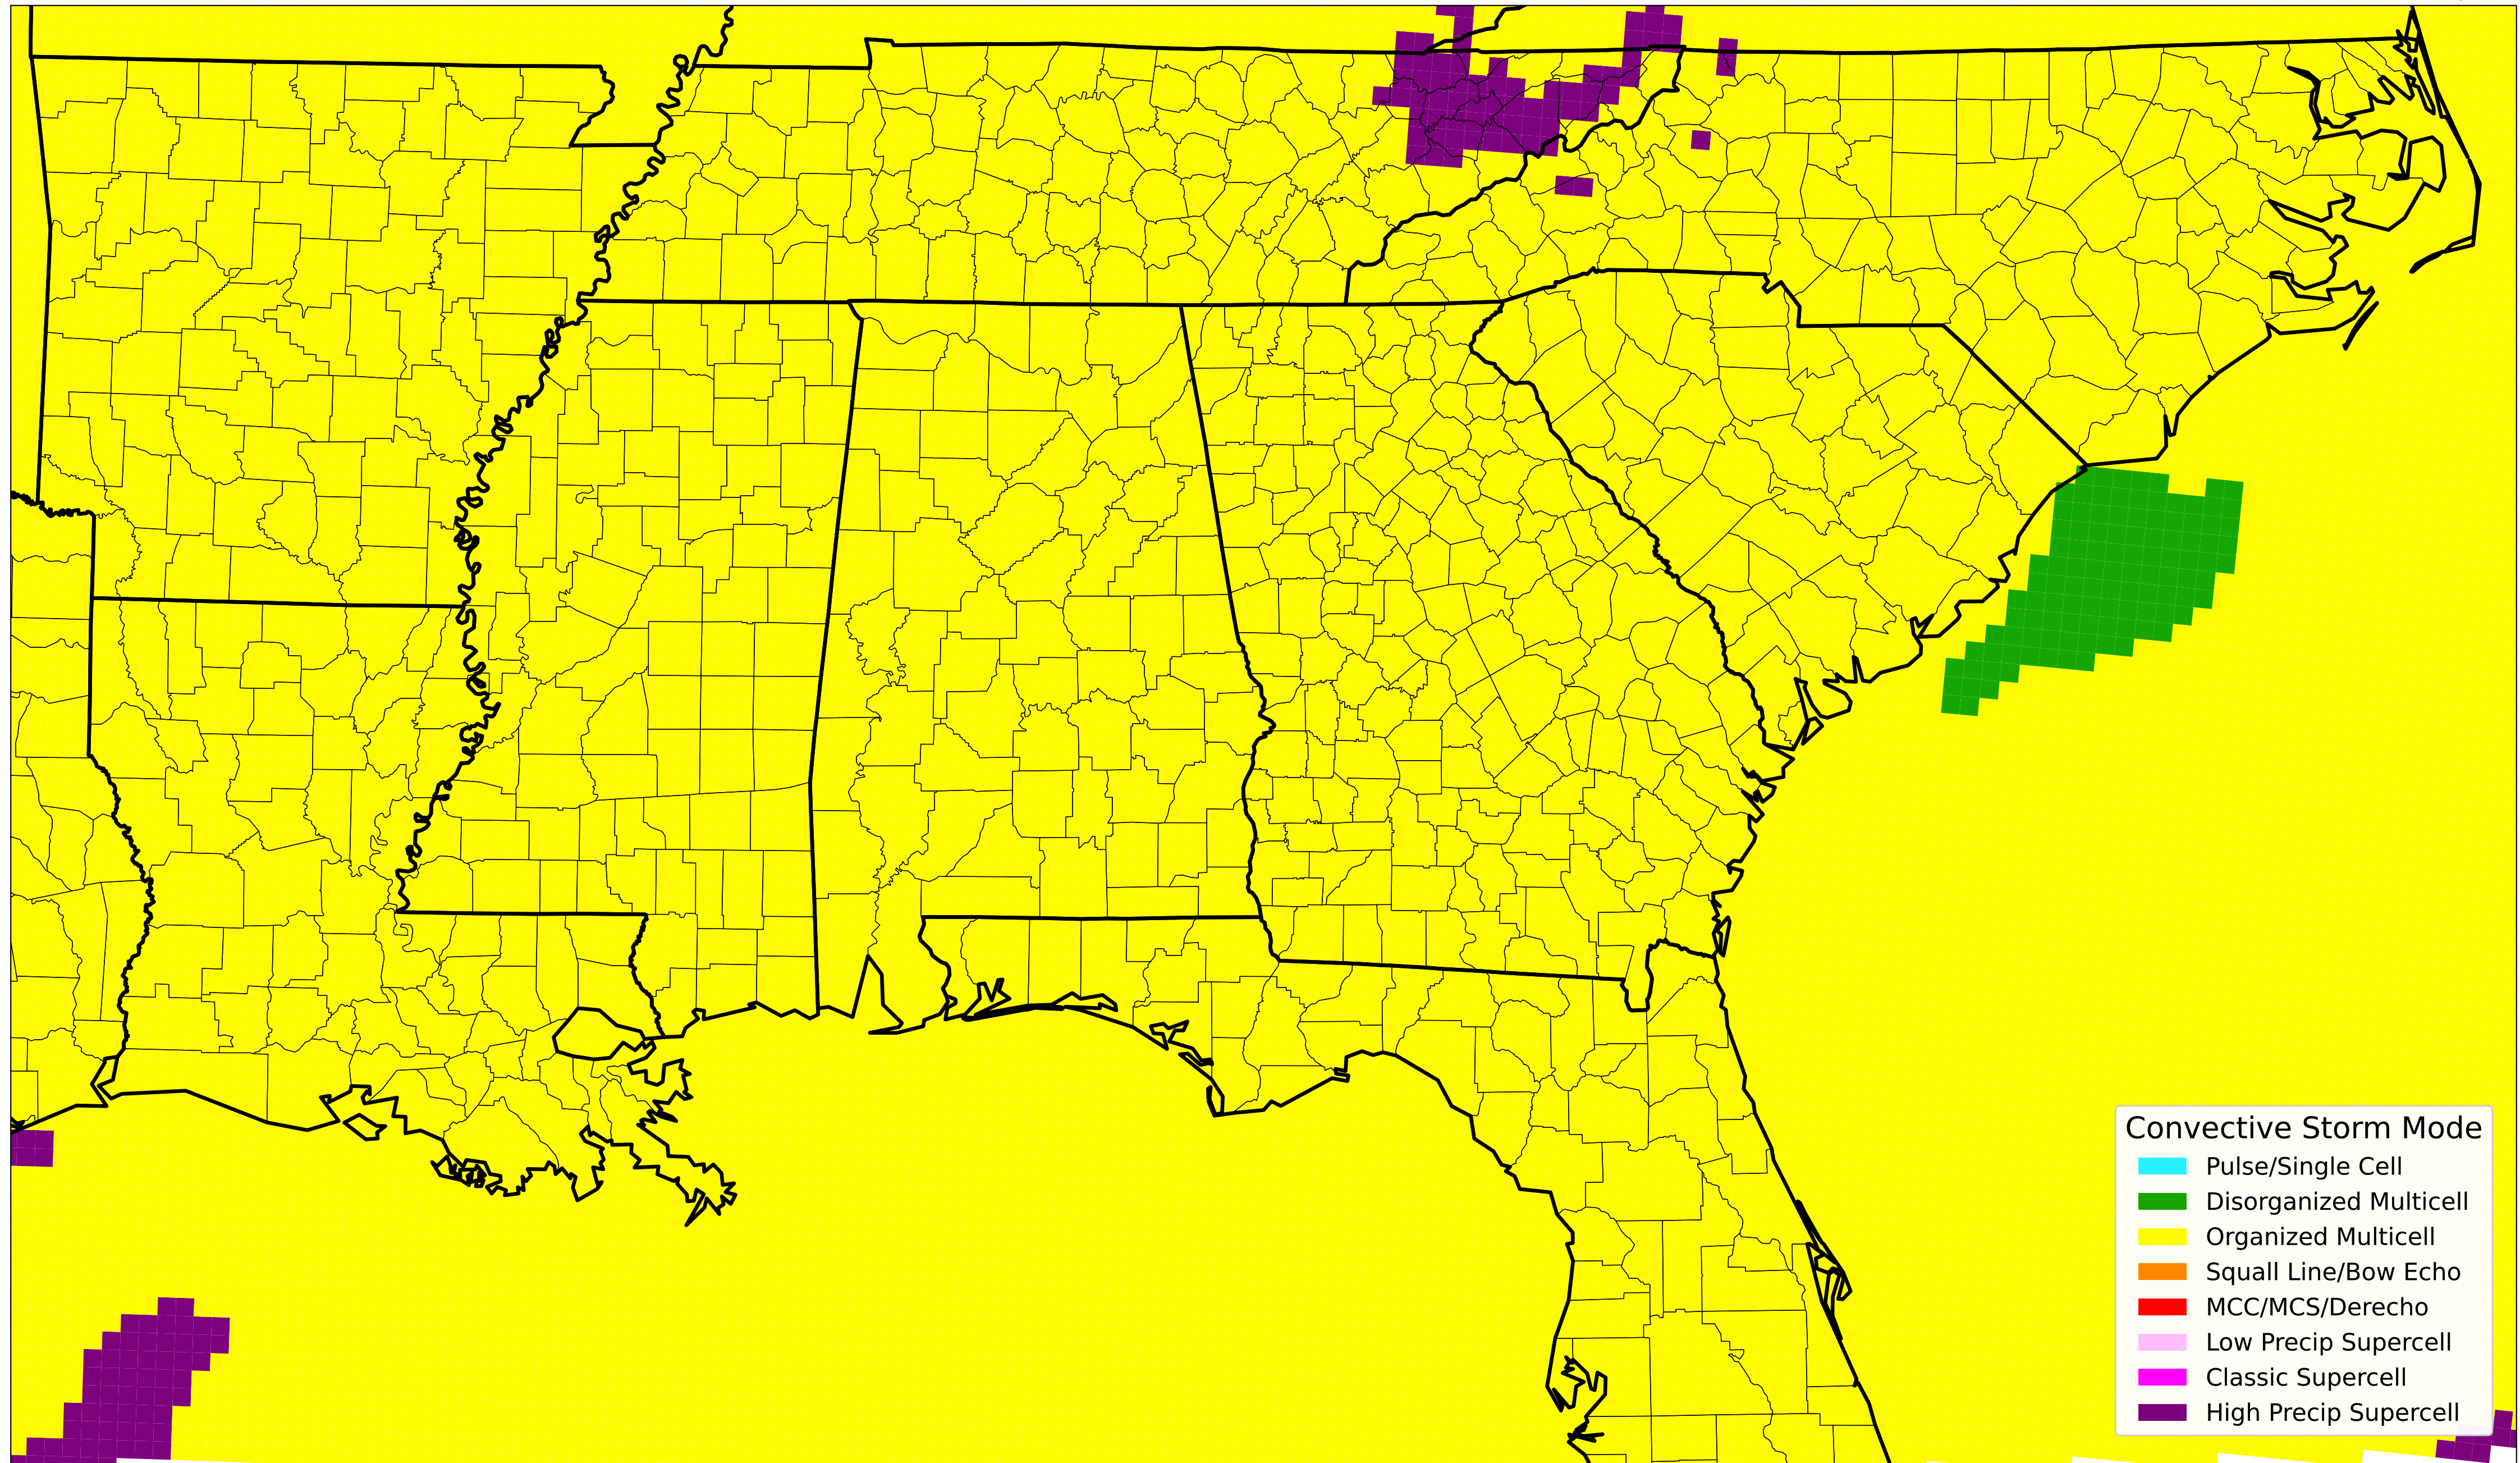 Convective Storm Mode
Pulse/Single Cell
Disorganized Multicell
Organized Multicell
Squall Line/Bow Echo
MCC/MCS/Derecho
Low Precip Supercell
Classic Supercell
High Precip Supercell